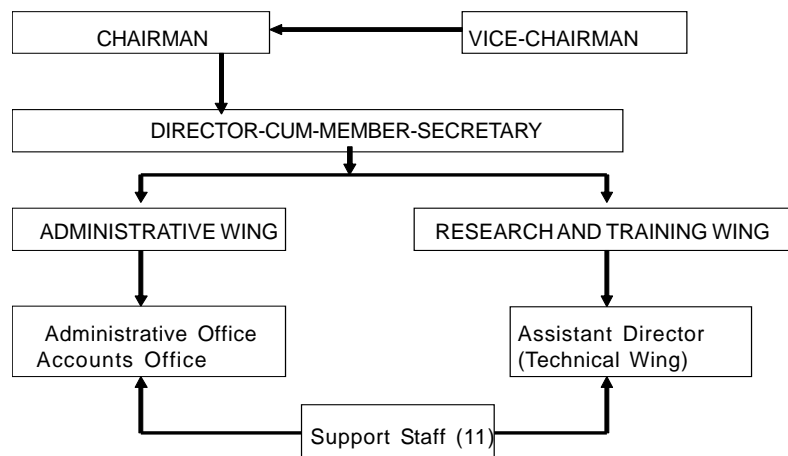 CHAIRMAN
VICE-CHAIRMAN
DIRECTOR-CUM-MEMBER-SECRETARY
ADMINISTRATIVE WING
RESEARCH AND TRAINING WING
Administrative Office
Accounts Office
Assistant Director
(Technical Wing)
Support Staff (11)